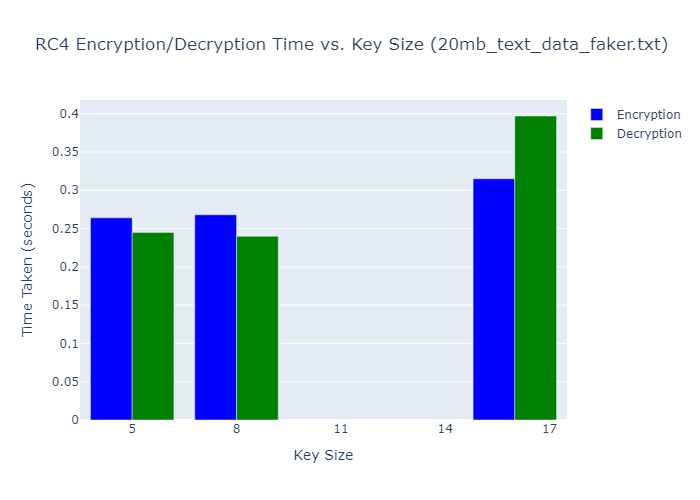 RC4 Encryption/Decryption Time vs. Key Size (20mb_text_data_faker.txt)
Encryption
Decryption
0.4
0.35
0.3
0.25
0.2
0.15
0.1
0.05
0
Time Taken (seconds)
5 8 11 14 17
Key Size